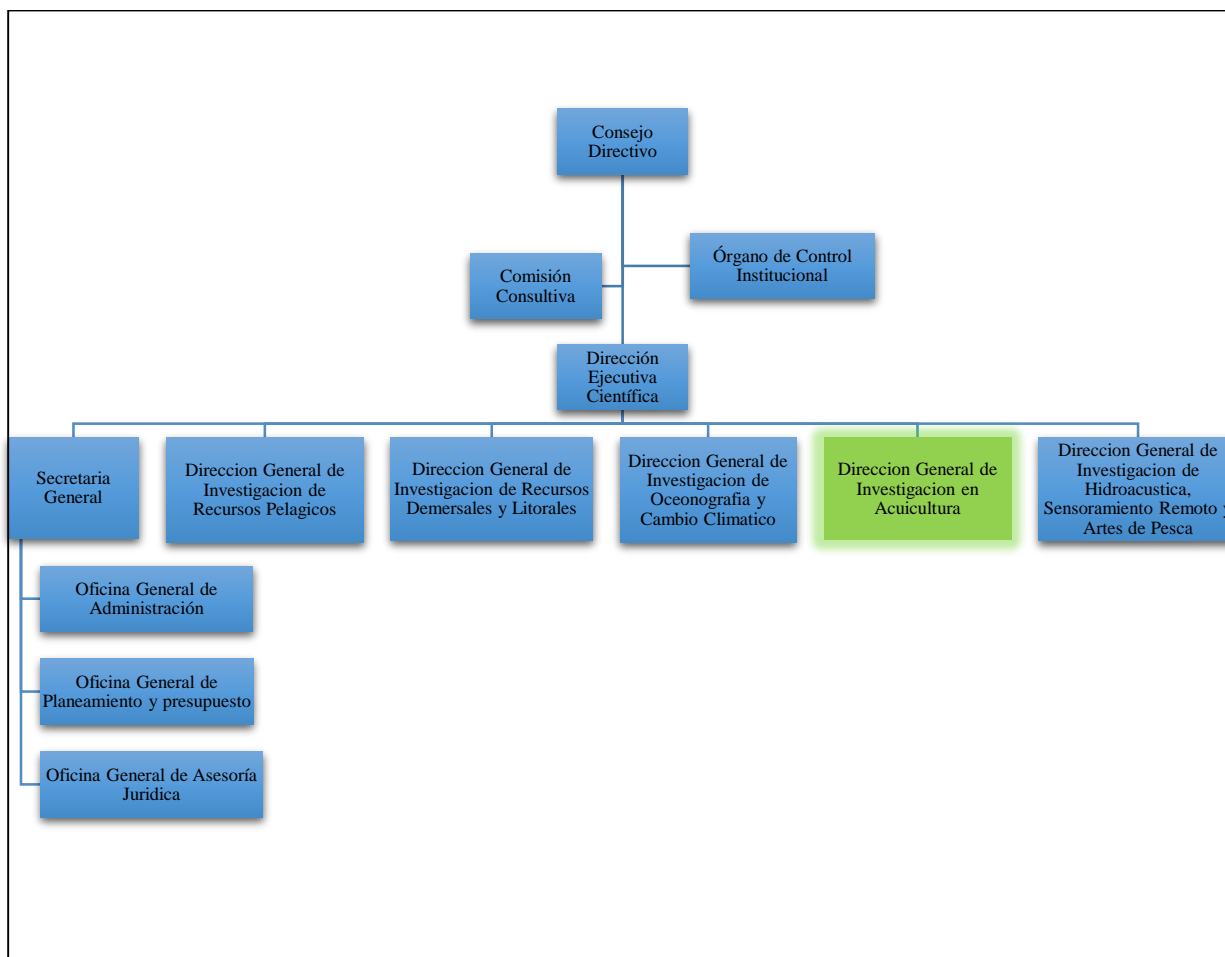 Consejo
Directivo
Órgano de Control
Institucional
Comisión
Consultiva
Dirección
Ejecutiva
Científica
Secretaria
General
Direccion General de
Investigacion de
Recursos Pelagicos
Direccion General de
Investigacion de Recursos
Demersales y Litorales
Direccion General de
Investigacion de
Oceonografia y
Cambio Climatico
Direccion General de
Investigacion en
Acuicultura
Direccion General de
Investigacion de
Hidroacustica,
Sensoramiento Remoto y
Artes de Pesca
Oficina General de
Administración
Oficina General de
Planeamiento y presupuesto
Oficina General de Asesoría
Juridica